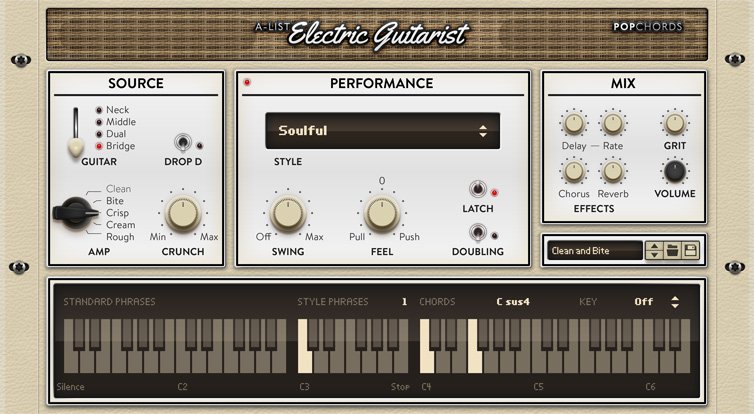 A-LIST Electric Guitarist POPCHORDS
SOURCE
Neck
Middle
Dual
Bridge
GUITAR
DROP D
Clean
Bite
Crisp
Cream
Rough
AMP
Min Max
CRUNCH
PERFORMANCE
Soulful
STYLE
0
LATCH
Off Max
Pull Push
SWING
FEEL
DOUBLING
MIX
Delay — Rate
GRIT
Chorus Reverb
EFFECTS
VOLUME
Clean and Bite
STANDARD PHRASES STYLE PHRASES 1 CHORDS C sus4 KEY Off
Silence C2 C3 Stop C4 C5 C6